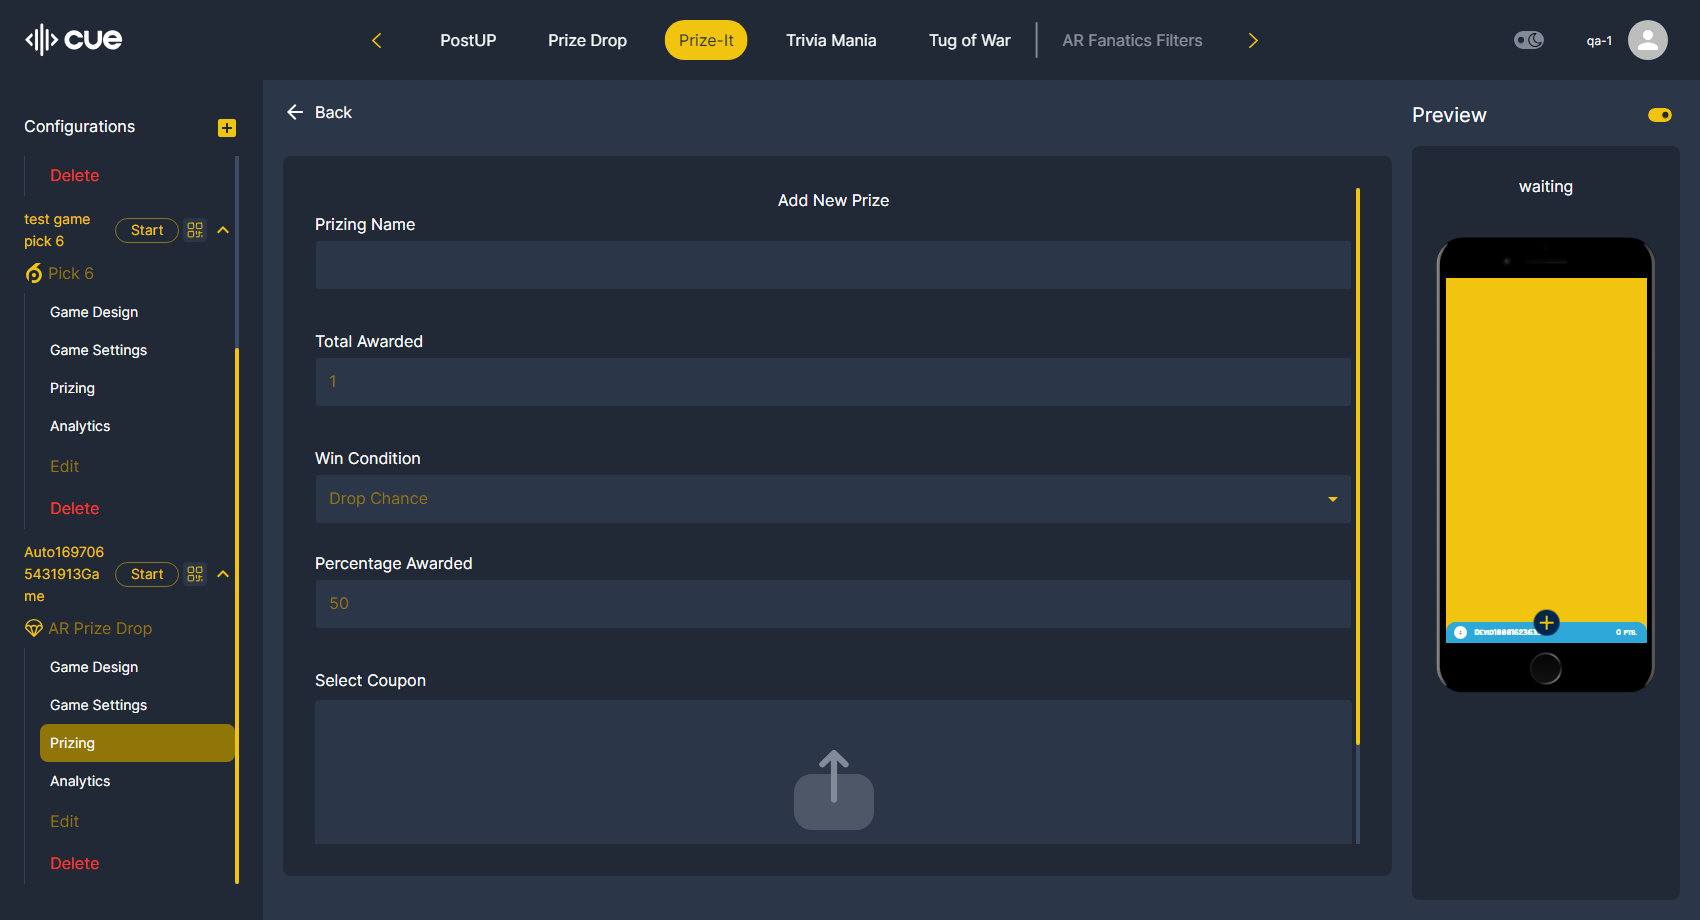 cue
PostUP
Prize Drop
Prize-It
Trivia Mania
Tug of War
AR Fanatics Filters
qa-1
Configurations
Delete
test game
pick 6
Start
Pick 6
Game Design
Game Settings
Prizing
Analytics
Edit
Delete
Auto169706
5431913Ga
me
Start
AR Prize Drop
Game Design
Game Settings
Prizing
Analytics
Edit
Delete
Back
Add New Prize
Prizing Name
Total Awarded
1
Win Condition
Drop Chance
Percentage Awarded
50
Select Coupon
Preview
waiting
0 PTS.